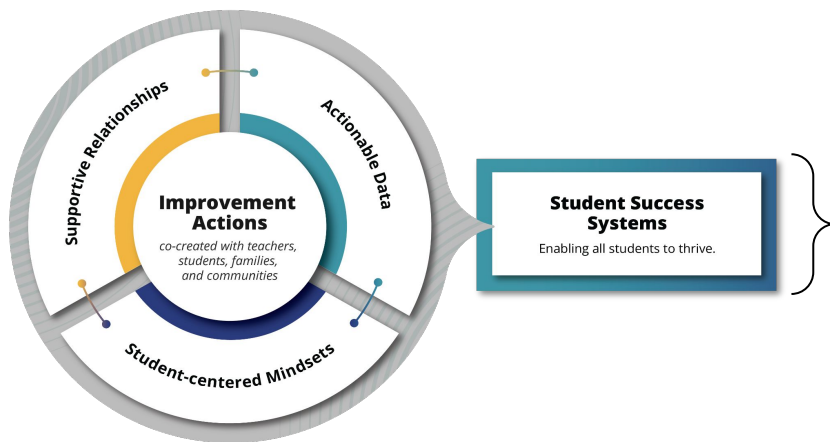 Supportive Relationships
Actionable Data
Improvement
Actions
co-created with teachers,
students, families,
and communities
Student-centered Mindsets
Student Success
Systems
Enabling all students to thrive.